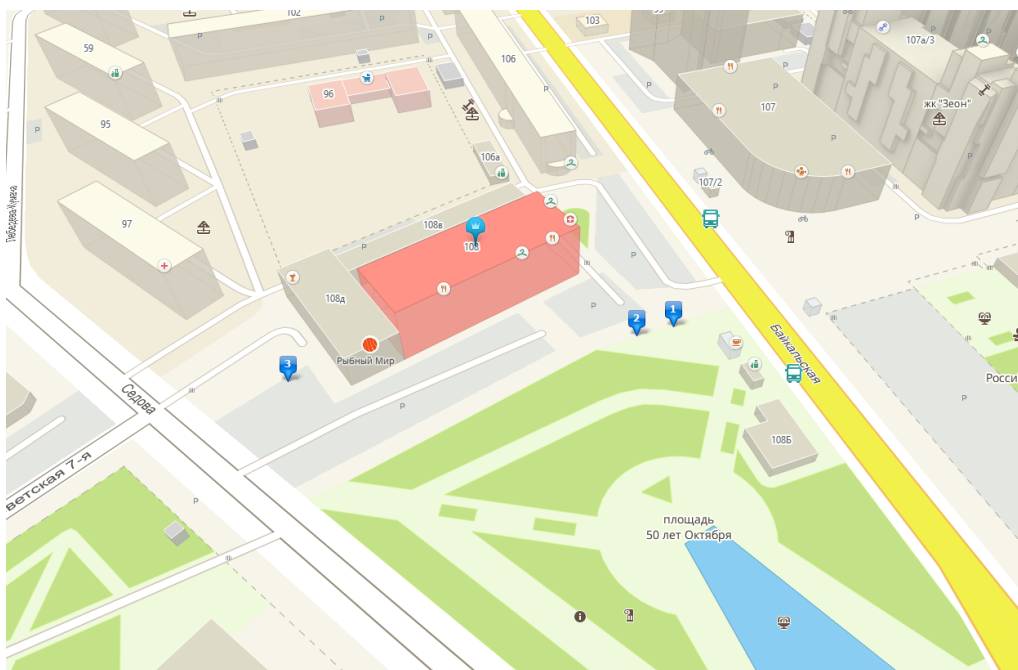 102
103
59
106
107а/3
96
107
жк "Зеон"
95
106а
107/2
97
108в
108
108д
1
2
3
Рыбный Мир
Байкальская
Росси
Седова
108Б
ветская 7-я
площадь
50 лет Октября
P
P
P
P
P
P
P
P
P
P
P
P
P